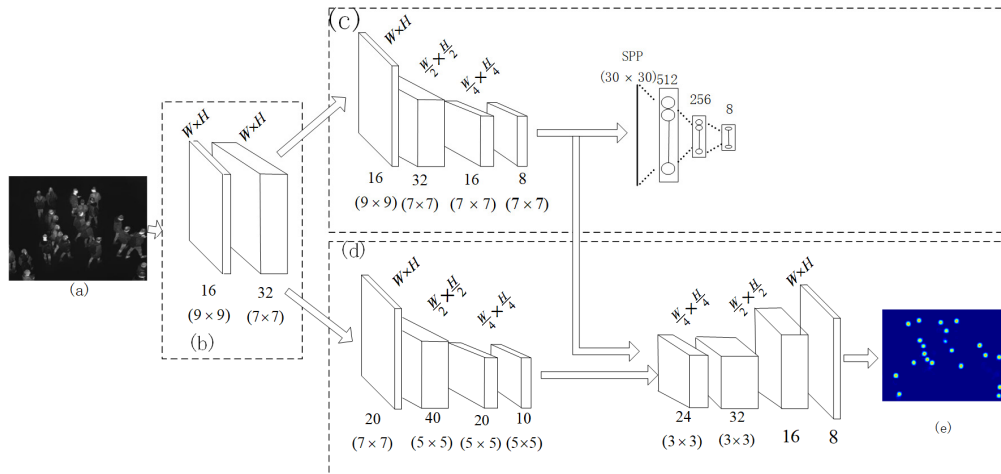 (c)
W×H
W/2 × H/2
W/4 × H/4
16
(9×9)
32
(7×7)
16
(7 × 7)
8
(7×7)
SPP
(30 × 30)
512
256
8
W×H
W×H
16
(9×9)
32
(7×7)
(b)
(a)
(d)
W×H
W/2 × H/2
W/4 × H/4
20
(7×7)
40
(5×5)
20
(5×5)
10
(5×5)
W/4 × H/4
W/2 × H/2
W×H
24
(3×3)
32
(3×3)
16
8
(e)